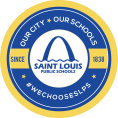 OUR CITY ★ OUR SCHOOLS
SINCE 1838
SAINT LOUIS
PUBLIC SCHOOLS
#WECHOOSESLPS